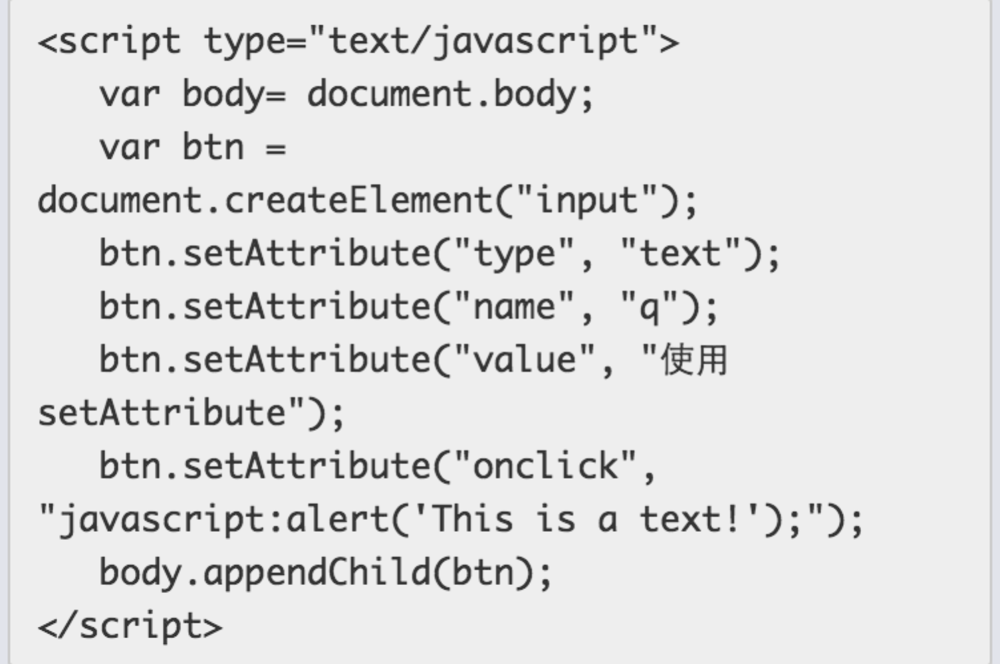 <script type="text/javascript">
   var body= document.body;
   var btn =
document.createElement("input");
   btn.setAttribute("type", "text");
   btn.setAttribute("name", "q");
   btn.setAttribute("value", "使用
setAttribute");
   btn.setAttribute("onclick",
"javascript:alert('This is a text!');");
   body.appendChild(btn);
</script>